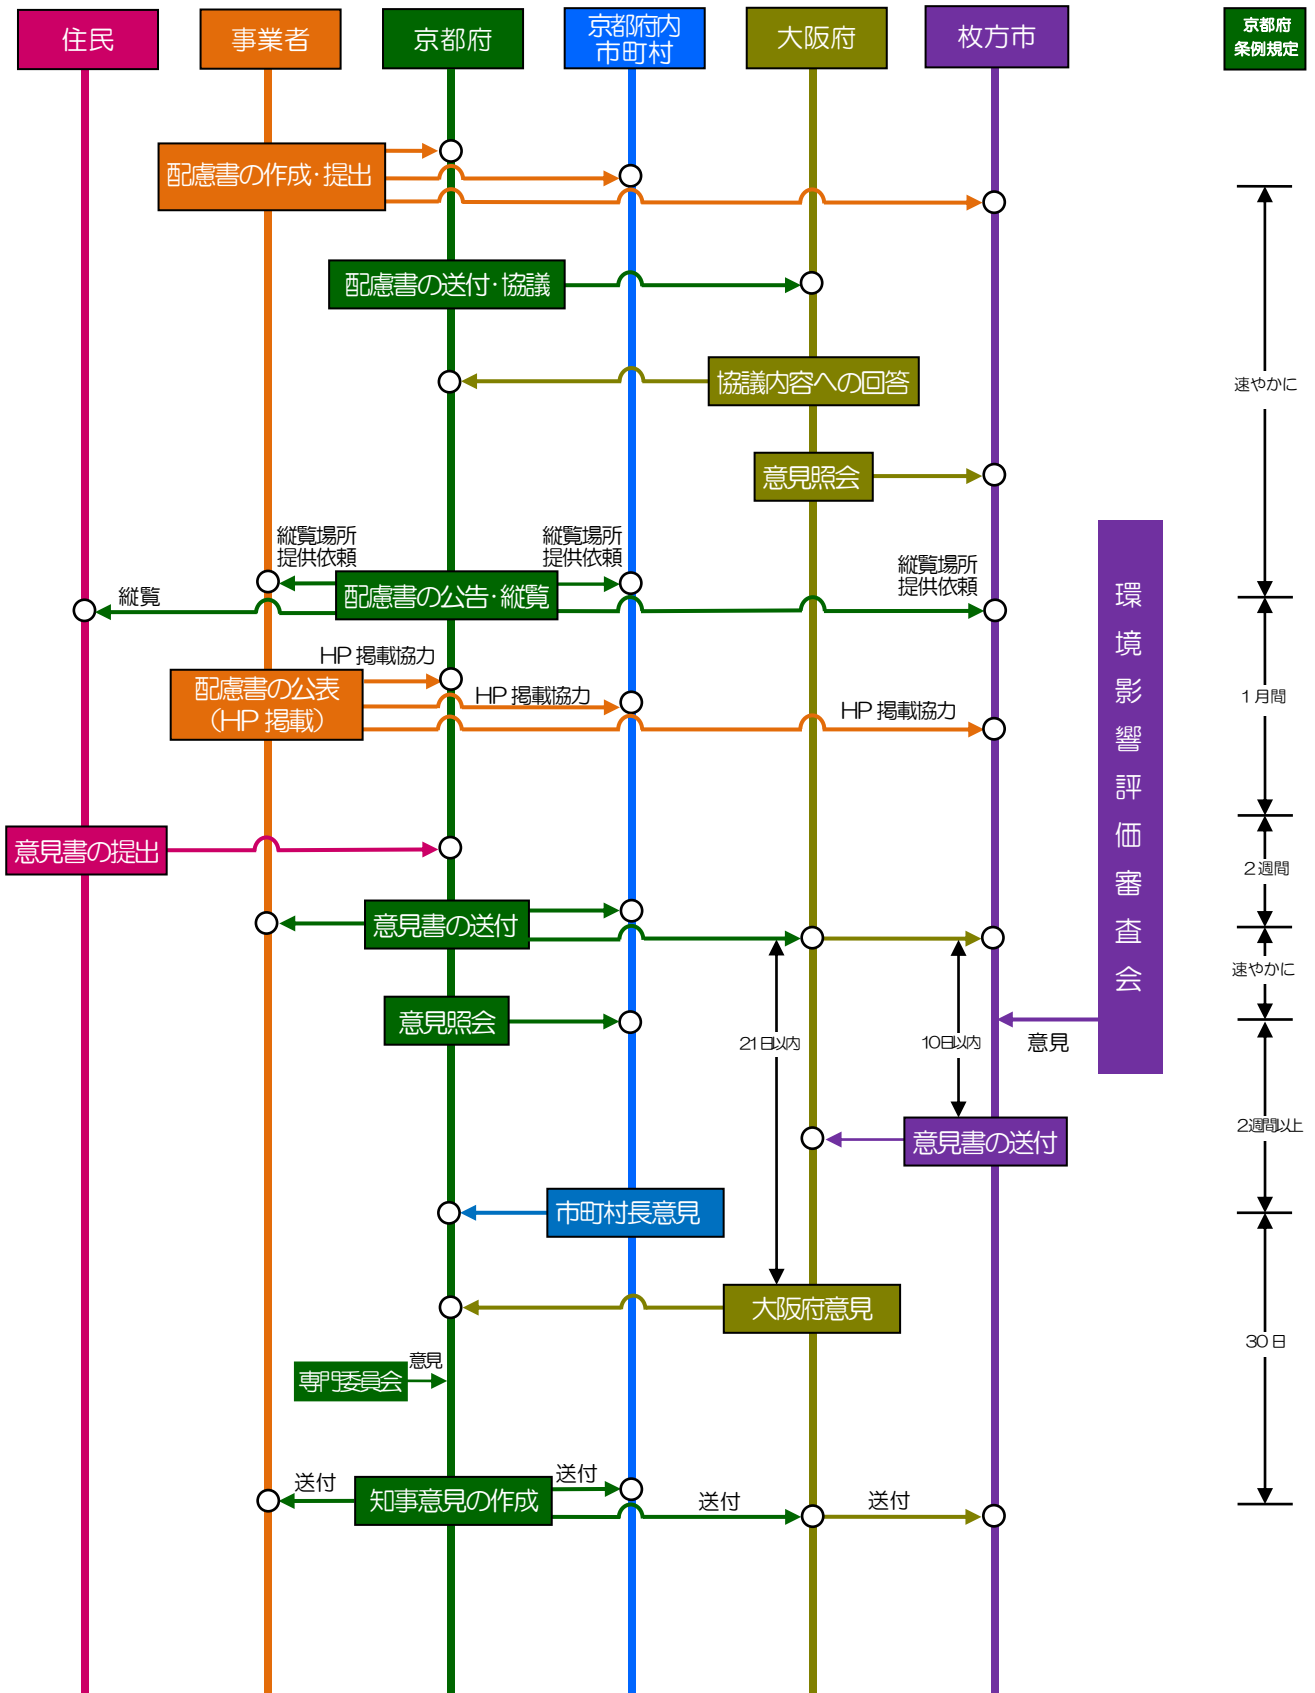 住民
事業者
京都府
京都府内
市町村
大阪府
枚方市
京都府
条例規定
配慮書の作成・提出
配慮書の送付・協議
協議内容への回答
速やかに
意見照会
縦覧場所
提供依頼
縦覧場所
提供依頼
縦覧場所
提供依頼
縦覧
配慮書の公告・縦覧
環境影響評価審査会
HP 掲載協力
配慮書の公表
（HP 掲載）
HP 掲載協力
HP 掲載協力
1月間
意見書の提出
2週間
意見書の送付
速やかに
意見照会
21日以内
10日以内
意見
2週間以上
意見書の送付
市町村長意見
大阪府意見
30日
意見
専門委員会
送付
知事意見の作成
送付
送付
送付